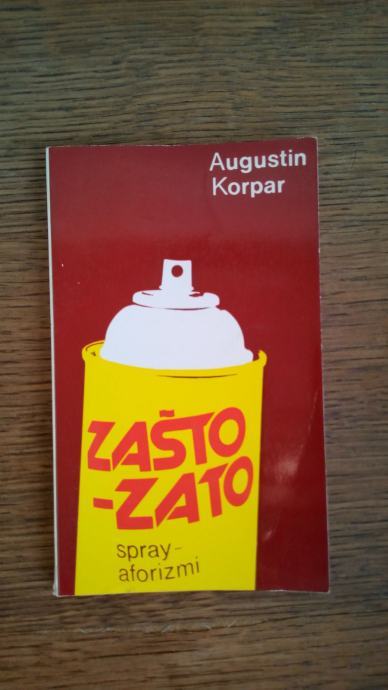 Augustin
Korpar
ZAŠTO
-ZATO
spray-
aforizmi